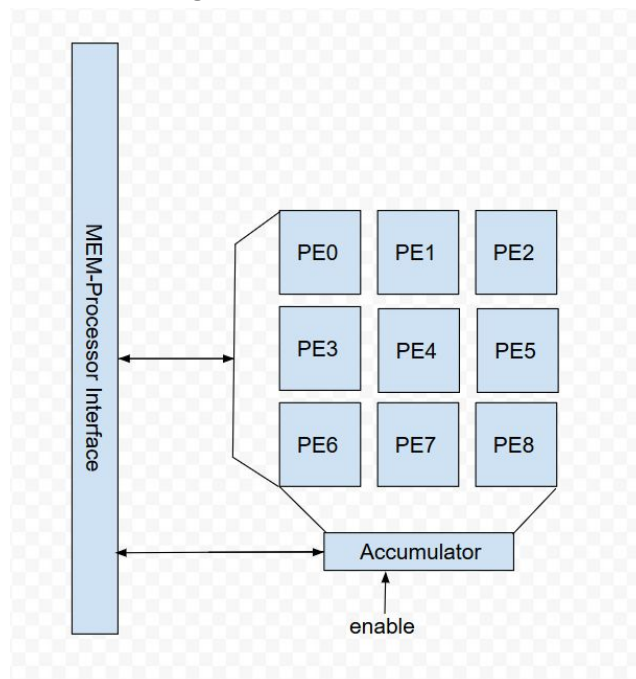 MEM-Processor Interface
PE0
PE1
PE2
PE3
PE4
PE5
PE6
PE7
PE8
Accumulator
enable